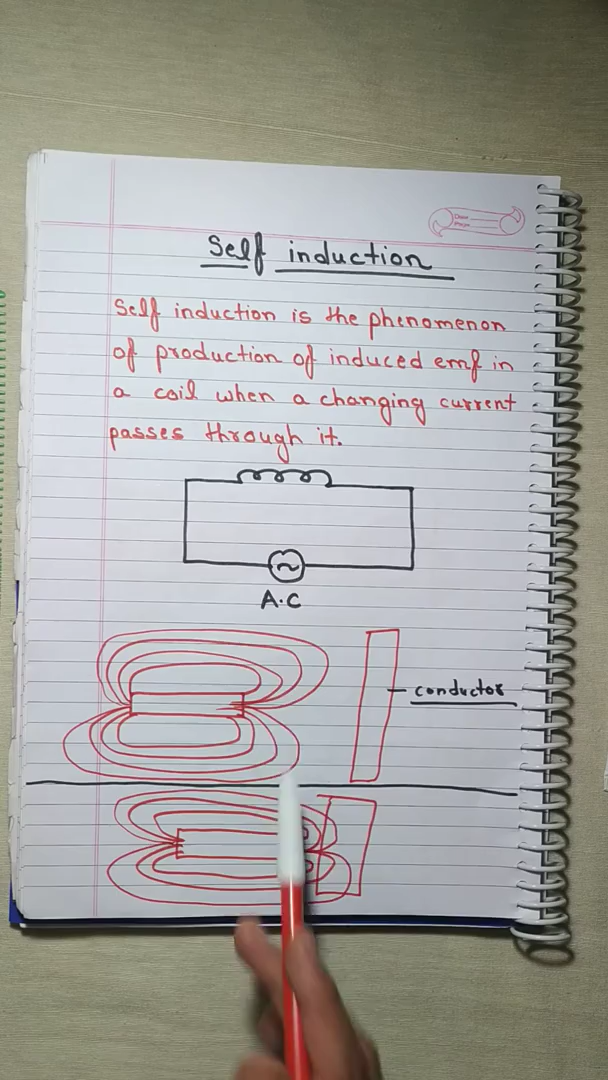 Self induction
Self induction is the phenomenon
of production of induced emf in
a coil when a changing current
passes through it.
A.C
conductor